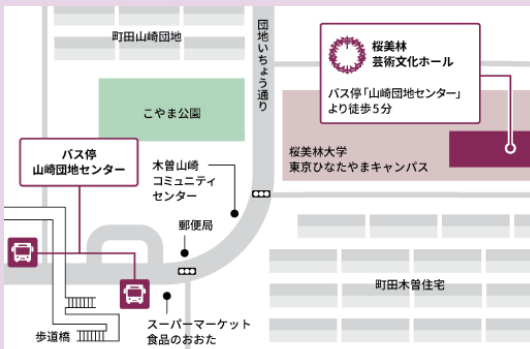 町田山崎団地
団地いちょう通り
桜美林
芸術文化ホール
バス停「山崎団地センター」
より徒歩5分
こやま公園
バス停
山崎団地センター
木曽山崎
コミュニティ
センター
桜美林大学
東京ひなたやまキャンパス
郵便局
町田木曽住宅
スーパーマーケット
食品のおおた
歩道橋